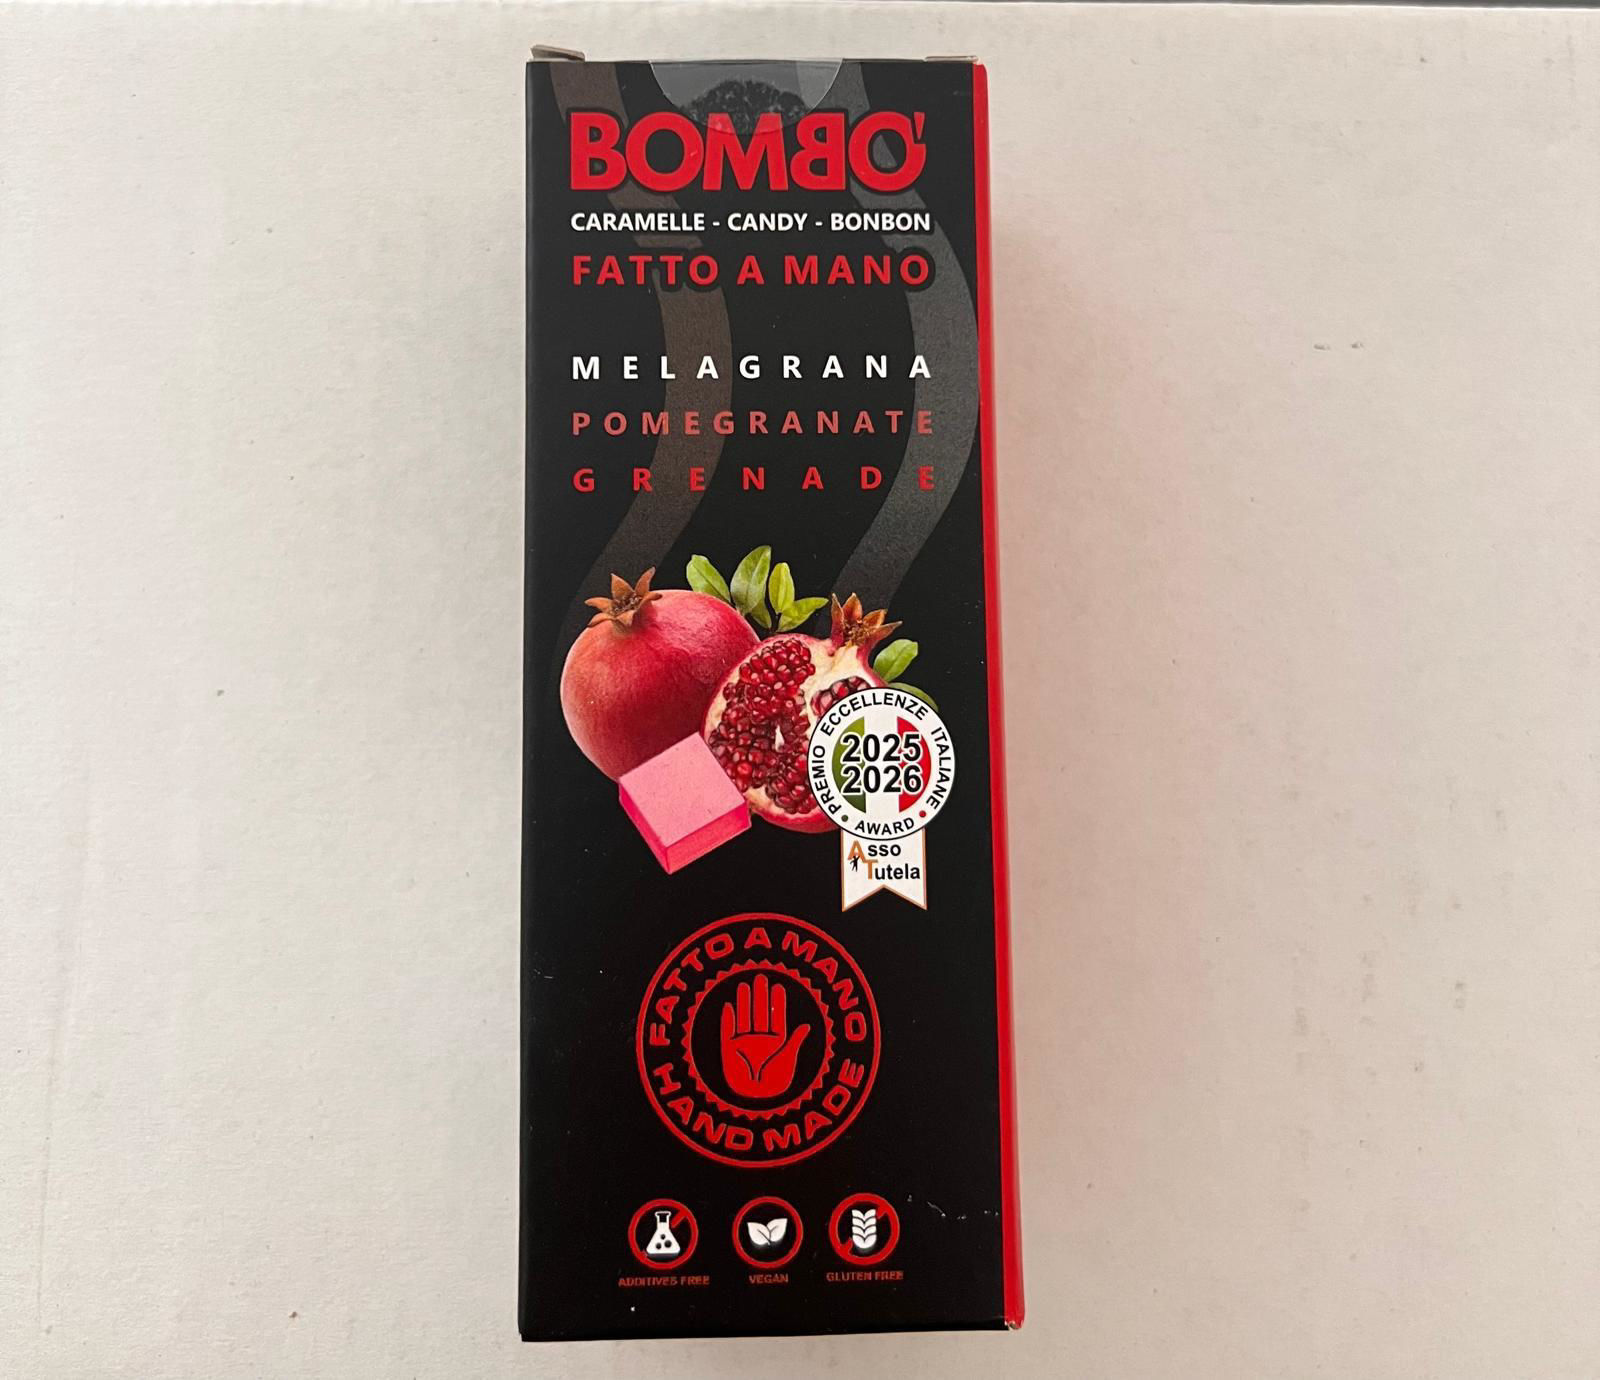 BOMBO'
CARAMELLE - CANDY - BONBON
FATTO A MANO
MELAGRANA
POMEGRANATE
GRENADE
PREMIO ECCELLENZE ITALIANE
2025
2026
AWARD
Asso
Tutela
FATTO A MANO
HAND MADE
ADDITIVES FREE
VEGAN
GLUTEN FREE